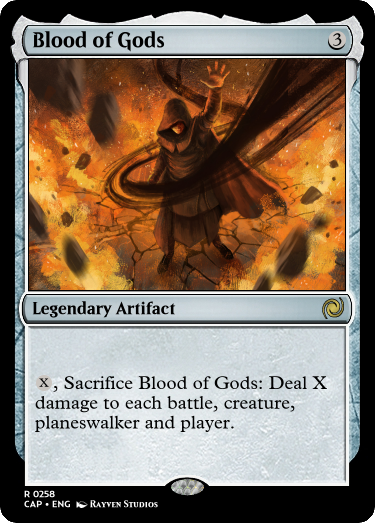 Blood of Gods 3
Legendary Artifact
X, Sacrifice Blood of Gods: Deal X
damage to each battle, creature,
planeswalker and player.
R 0258
CAP • ENG RAYVEN STUDIOS